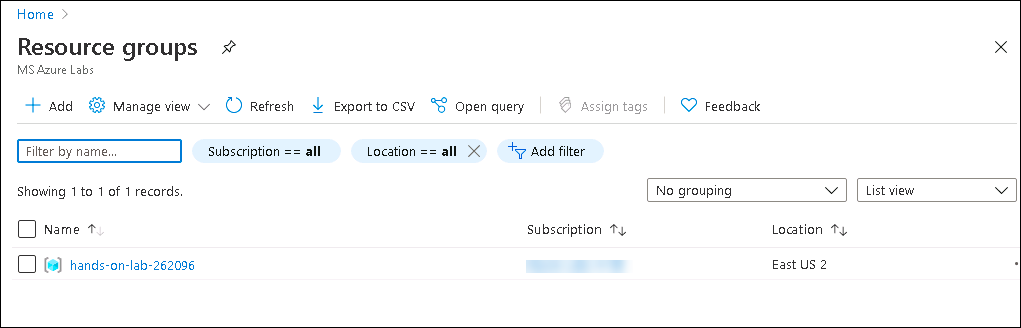 Home >
Resource groups
MS Azure Labs
Add Manage view Refresh Export to CSV Open query Assign tags Feedback
Filter by name... Subscription == all Location == all Add filter
Showing 1 to 1 of 1 records. No grouping List view
Name Subscription Location
hands-on-lab-262096 East US 2